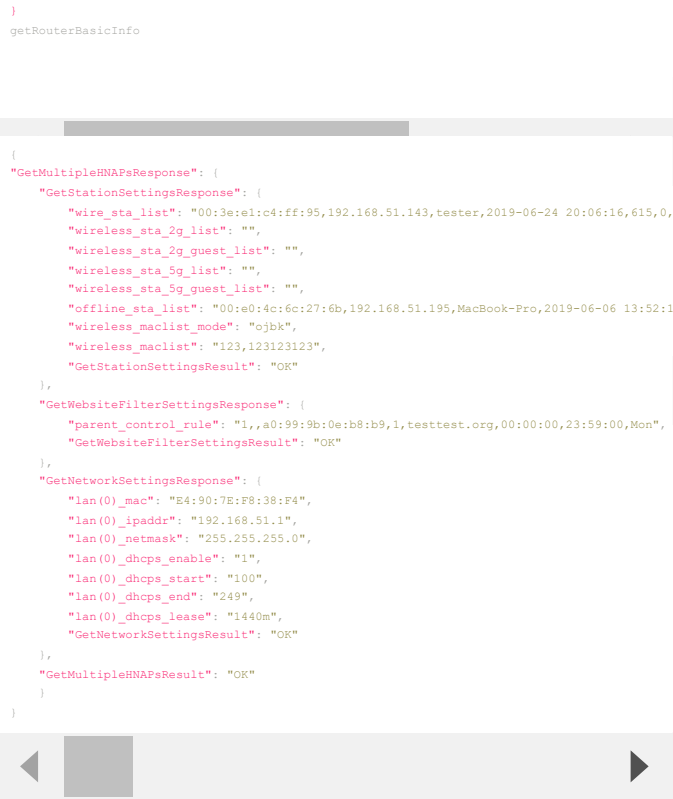 }
getRouterBasicInfo
{
"GetMultipleHNAPsResponse": {
"GetStationSettingsResponse": {
"wire_sta_list": "00:3e:e1:c4:ff:95,192.168.51.143,tester,2019-06-24 20:06:16,615,0,
"wireless_sta_2g_list": "",
"wireless_sta_2g_guest_list": "",
"wireless_sta_5g_list": "",
"wireless_sta_5g_guest_list": "",
"offline_sta_list": "00:e0:4c:6c:27:6b,192.168.51.195,MacBook-Pro,2019-06-06 13:52:1
"wireless_maclist_mode": "ojbk",
"wireless_maclist": "123,123123123",
"GetStationSettingsResult": "OK"
},
"GetWebsiteFilterSettingsResponse": {
"parent_control_rule": "1,,a0:99:9b:0e:b8:b9,1,testtest.org,00:00:00,23:59:00,Mon",
"GetWebsiteFilterSettingsResult": "OK"
},
"GetNetworkSettingsResponse": {
"lan(0)_mac": "E4:90:7E:F8:38:F4",
"lan(0)_ipaddr": "192.168.51.1",
"lan(0)_netmask": "255.255.255.0",
"lan(0)_dhcps_enable": "1",
"lan(0)_dhcps_start": "100",
"lan(0)_dhcps_end": "249",
"lan(0)_dhcps_lease": "1440m",
"GetNetworkSettingsResult": "OK"
},
"GetMultipleHNAPsResult": "OK"
}
}